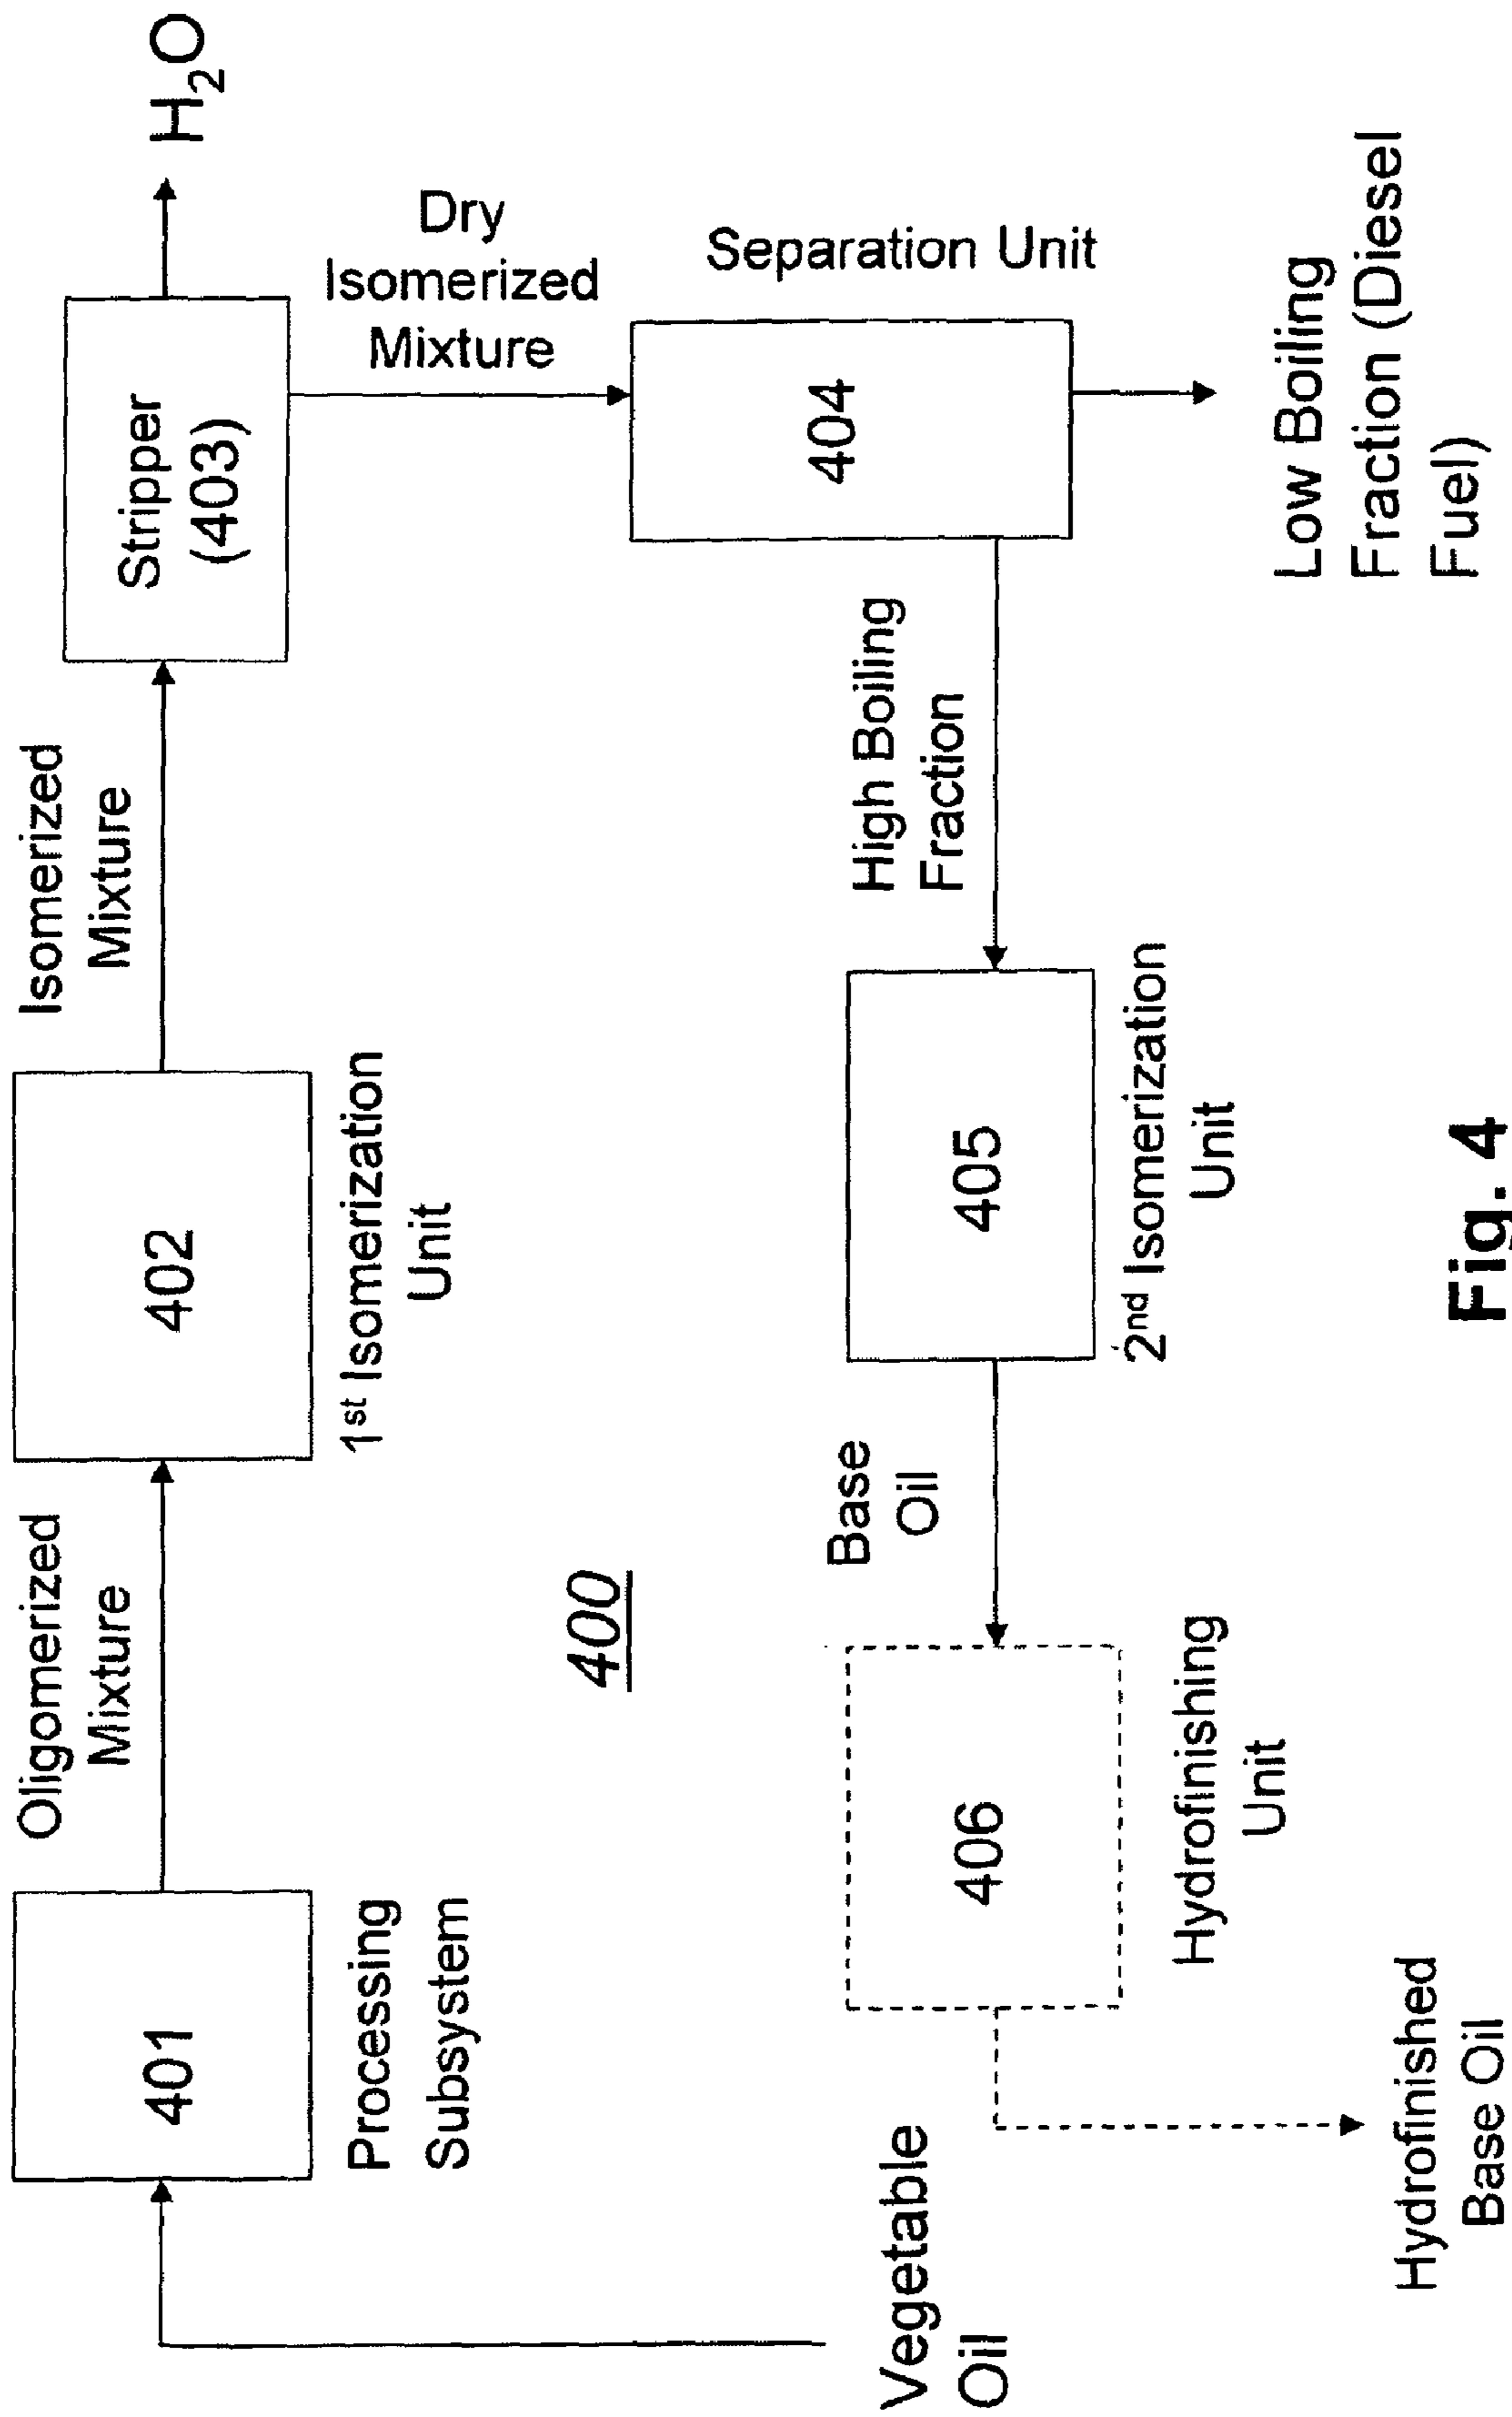 Vegetable
Oil
401
Processing
Subsystem
Oligomerized
Mixture
402
1st Isomerization
Unit
Isomerized
Mixture
Stripper
(403)
H2O
Dry
Isomerized
Mixture
404
Separation Unit
Low Boiling
Fraction (Diesel
Fuel)
High Boiling
Fraction
405
2nd Isomerization
Unit
Base
Oil
406
Hydrofinishing
Unit
Hydrofinished
Base Oil
400
Fig. 4